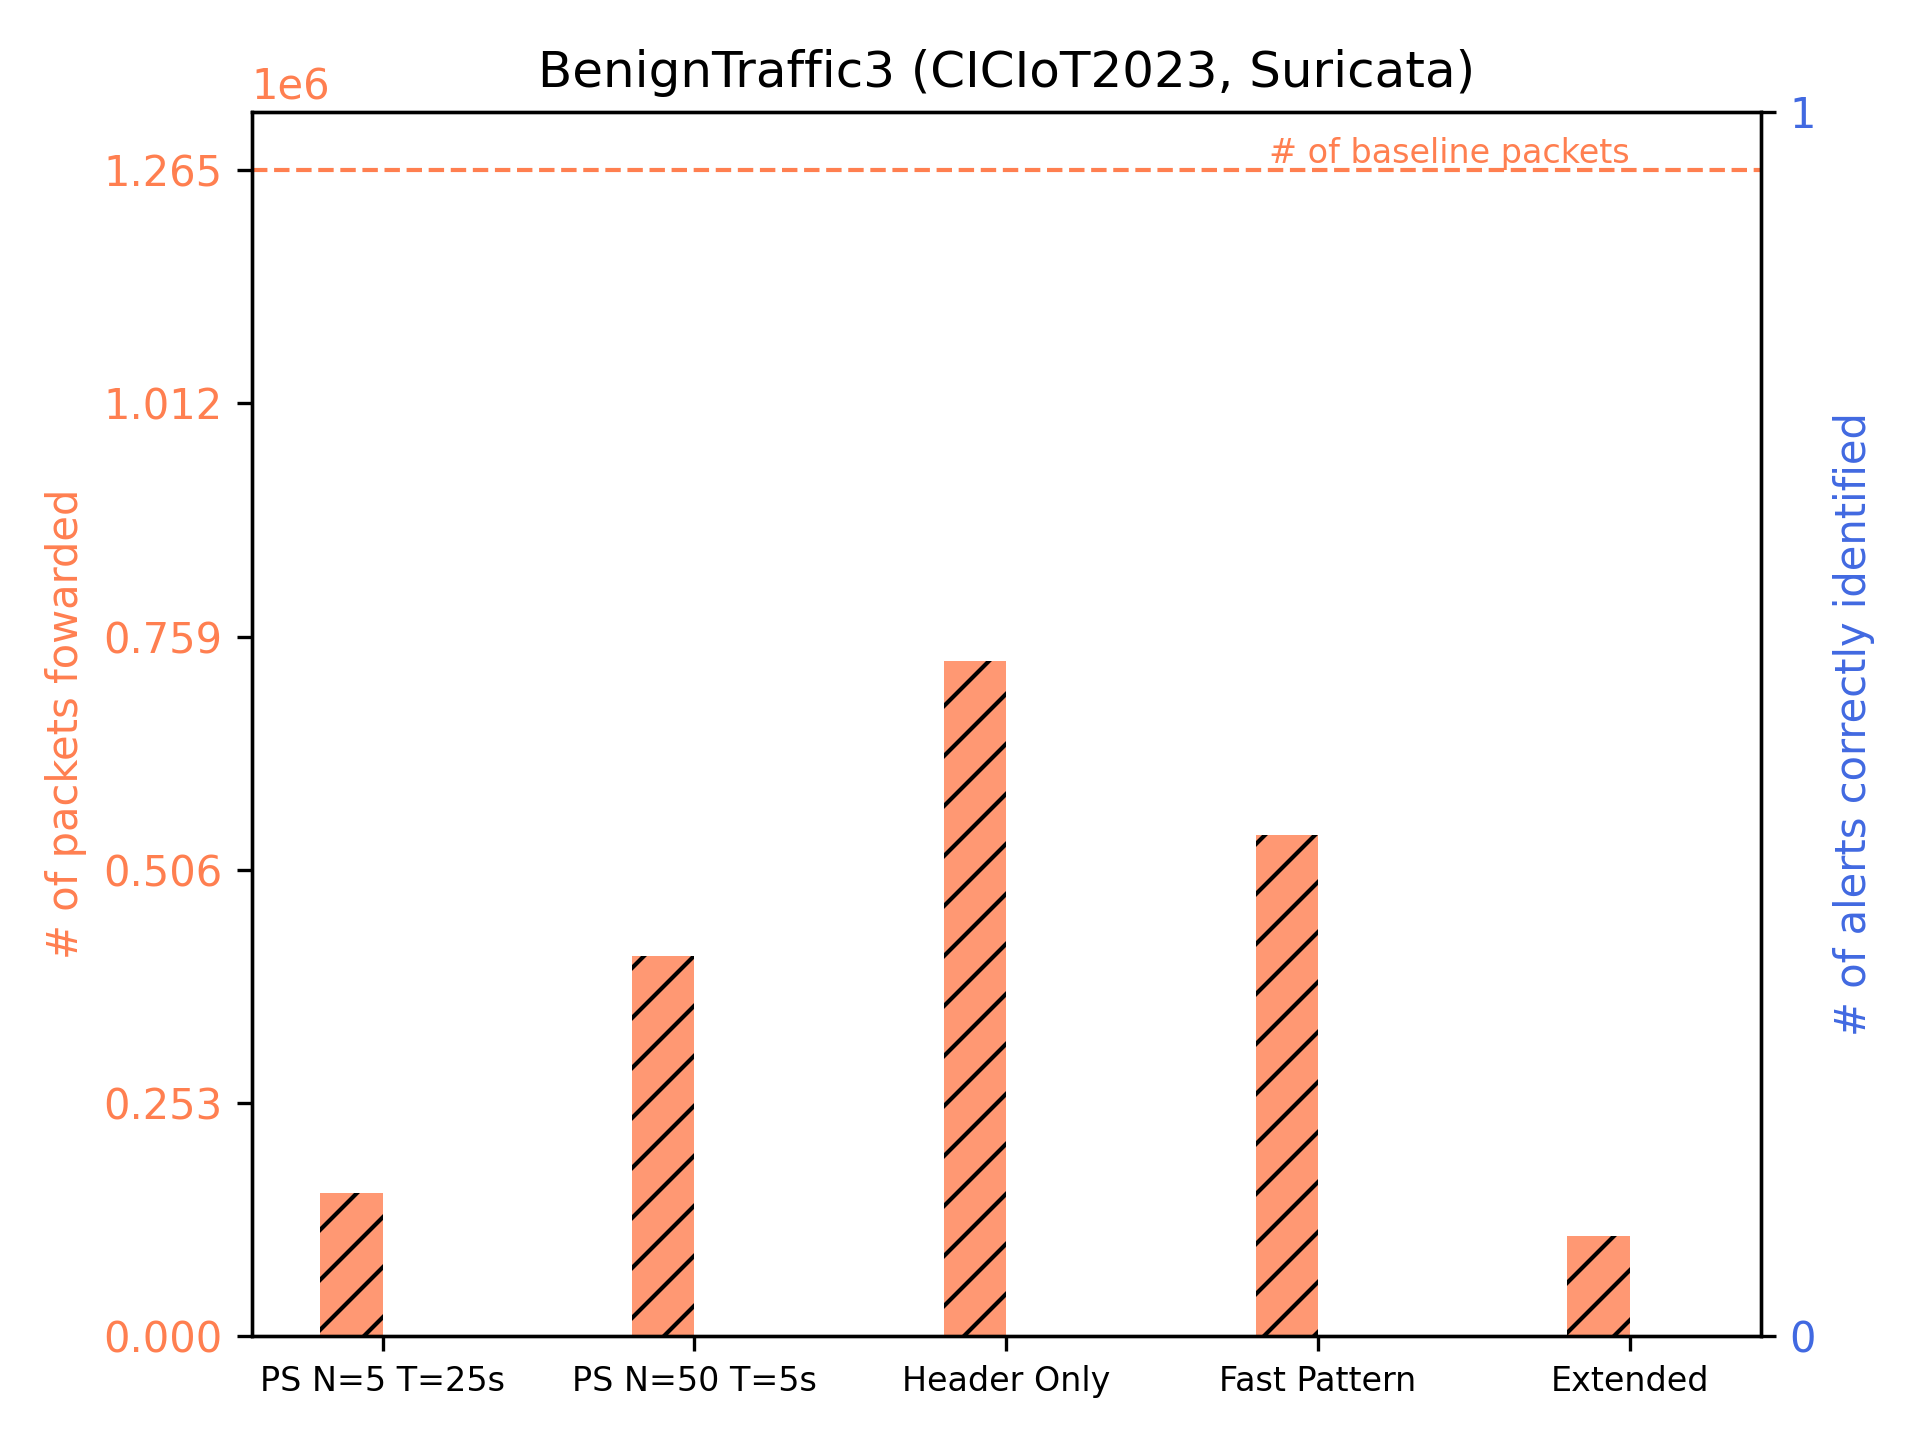 BenignTraffic3 (CICIoT2023, Suricata)
1e6
1
# of baseline packets
1.265
1.012
0.759
0.506
0.253
0.000
0
# of packets fowarded
# of alerts correctly identified
PS N=5 T=25s
PS N=50 T=5s
Header Only
Fast Pattern
Extended